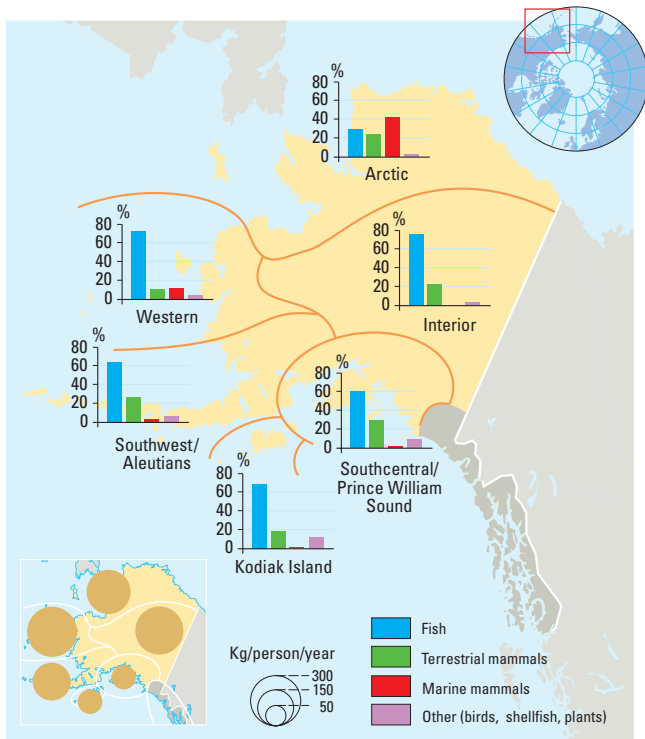 %
80
60
40
20
0
Arctic
%
80
60
40
20
0
Western
%
80
60
40
20
0
Interior
%
80
60
40
20
0
Southwest/
Aleutians
%
80
60
40
20
0
Southcentral/
Prince William
Sound
%
80
60
40
20
0
Kodiak Island
Kg/person/year
300
150
50
Fish
Terrestrial mammals
Marine mammals
Other (birds, shellfish, plants)